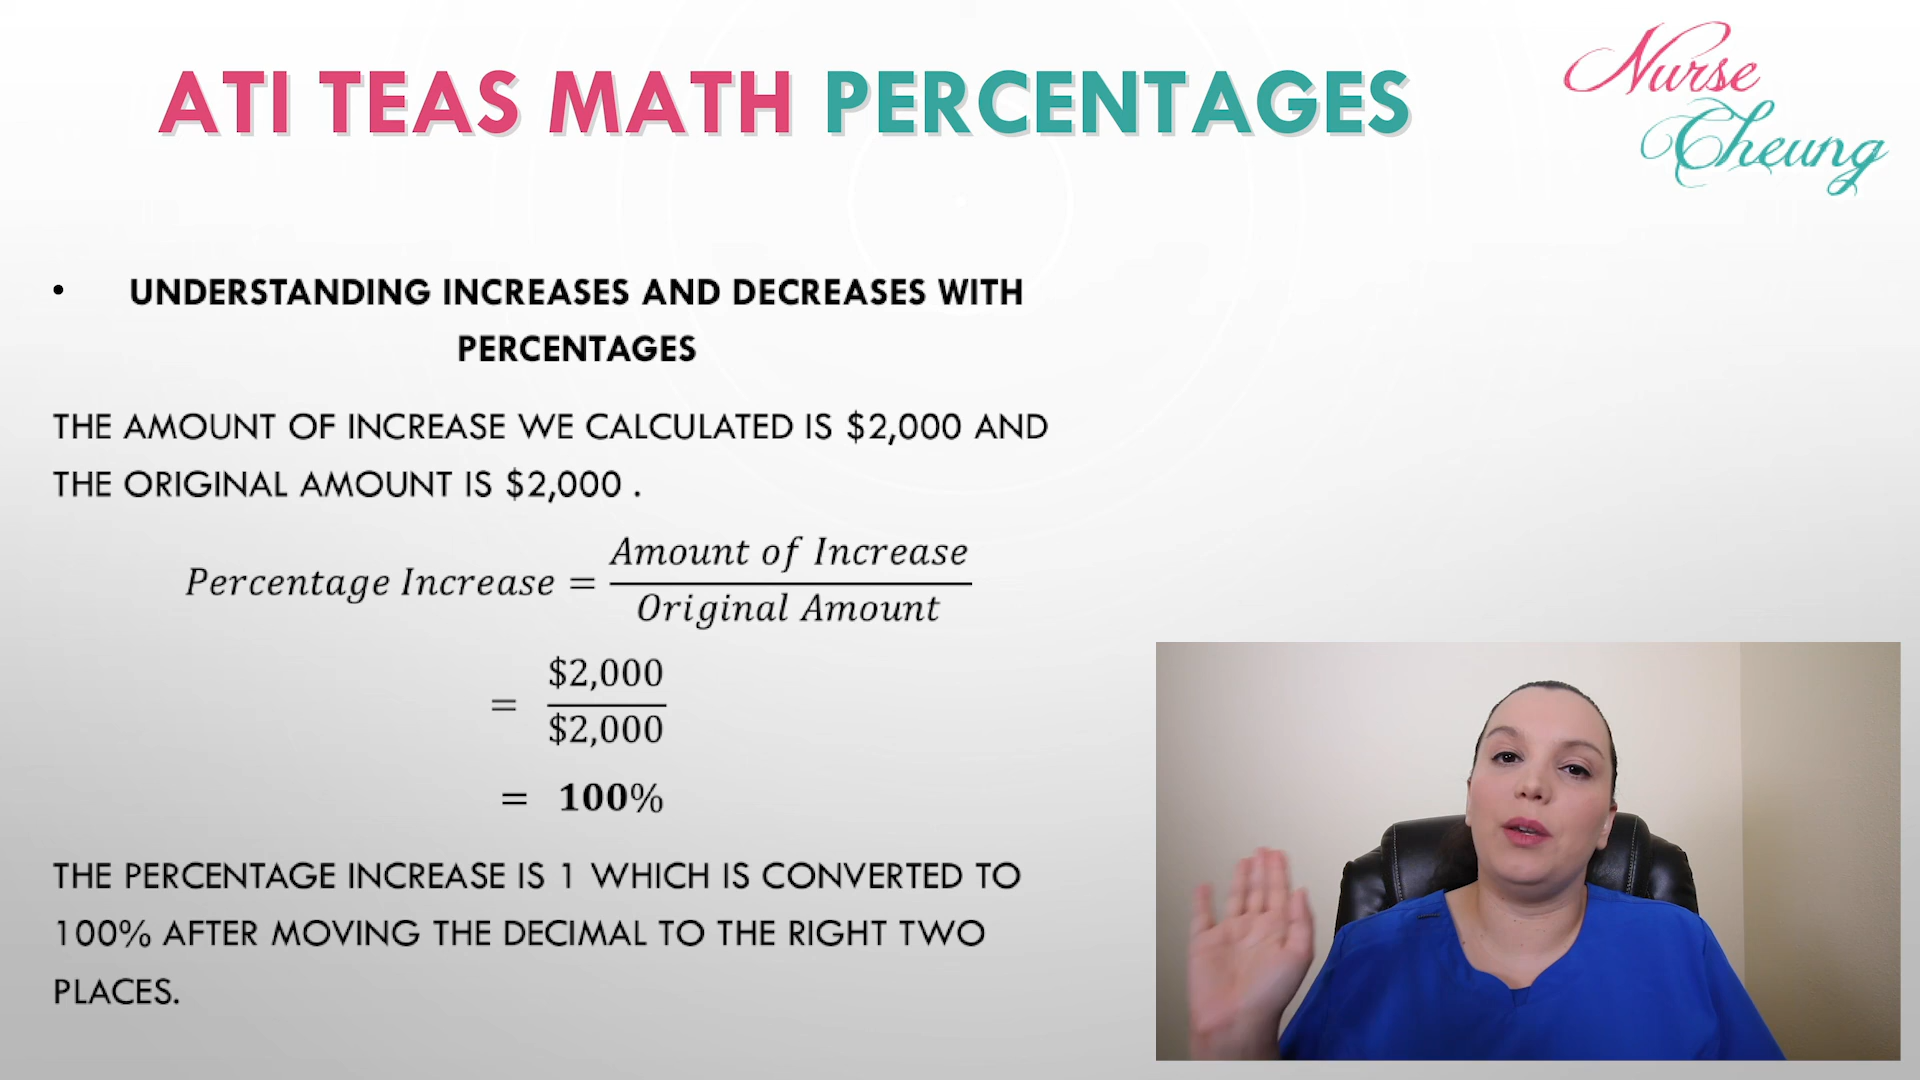 ATI TEAS MATH PERCENTAGES
Nurse
Cheung
• UNDERSTANDING INCREASES AND DECREASES WITH
PERCENTAGES
THE AMOUNT OF INCREASE WE CALCULATED IS $2,000 AND
THE ORIGINAL AMOUNT IS $2,000 .
Amount of Increase
Percentage Increase =
Original Amount
$2,000
=
$2,000
= 100%
THE PERCENTAGE INCREASE IS 1 WHICH IS CONVERTED TO
100% AFTER MOVING THE DECIMAL TO THE RIGHT TWO
PLACES.